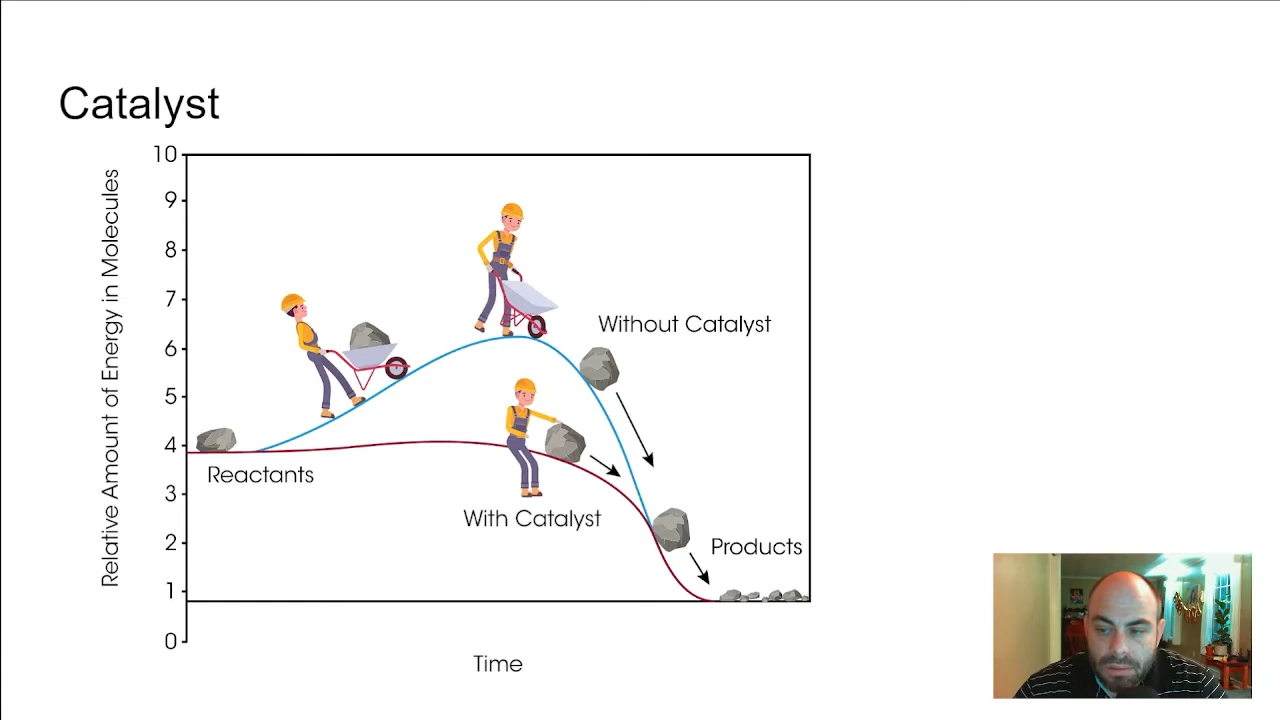 Catalyst
Relative Amount of Energy in Molecules
10
9
8
7
6
5
4
3
2
1
0
Without Catalyst
Reactants
With Catalyst
Products
Time